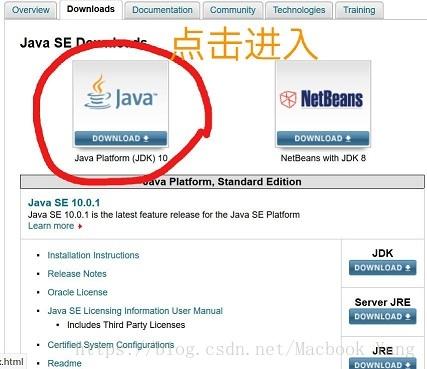 Overview Downloads Documentation Community Technologies Training
Java SE Downloads
点击进入
Java
NetBeans
DOWNLOAD
DOWNLOAD
Java Platform (JDK) 10
NetBeans with JDK 8
Java Platform, Standard Edition
Java SE 10.0.1
Java SE 10.0.1 is the latest feature release for the Java SE Platform
Learn more
Installation Instructions
Release Notes
Oracle License
Java SE Licensing Information User Manual
Includes Third Party Licenses
Certified System Configurations
Readme
JDK
DOWNLOAD
Server JRE
DOWNLOAD
JRE
DOWNLOAD
.html
https://blog.csdn.net/Macbook_Yang